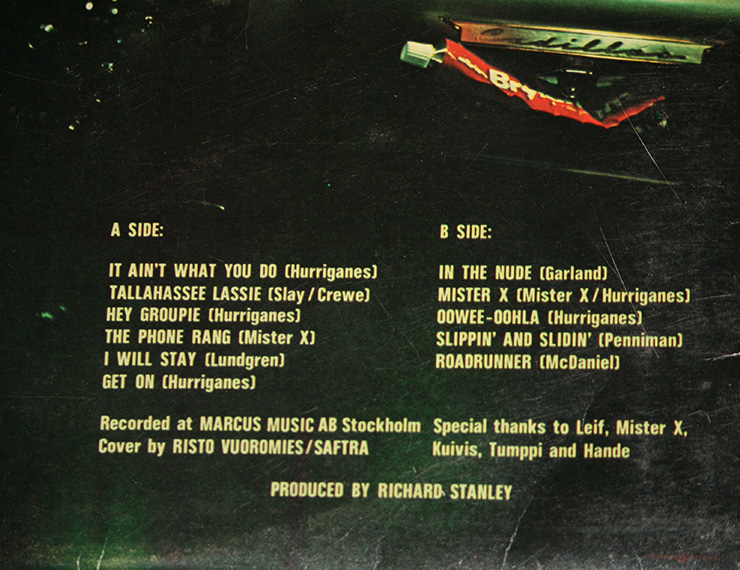 Cadillac
Bry
A SIDE:
IT AIN'T WHAT YOU DO (Hurriganes)
TALLAHASSEE LASSIE (Slay/Crewe)
HEY GROUPIE (Hurriganes)
THE PHONE RANG (Mister X)
I WILL STAY (Lundgren)
GET ON (Hurriganes)
B SIDE:
IN THE NUDE (Garland)
MISTER X (Mister X/Hurriganes)
OOWEE-OOHLA (Hurriganes)
SLIPPIN' AND SLIDIN' (Penniman)
ROADRUNNER (McDaniel)
Recorded at MARCUS MUSIC AB Stockholm
Cover by RISTO VUOROMIES/SAFTRA
Special thanks to Leif, Mister X,
Kuivis, Tumppi and Hande
PRODUCED BY RICHARD STANLEY